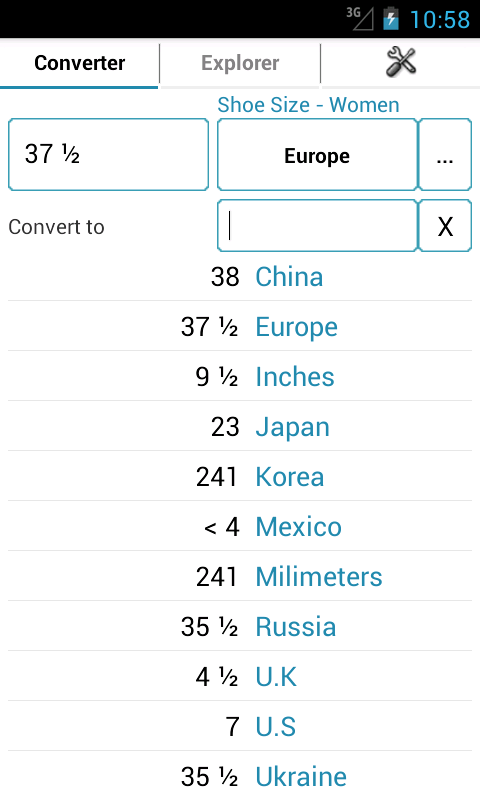 3G 10:58
Converter Explorer
Shoe Size - Women
37 ½ Europe ...
Convert to X
38 China
37 ½ Europe
9 ½ Inches
23 Japan
241 Korea
< 4 Mexico
241 Milimeters
35 ½ Russia
4 ½ U.K
7 U.S
35 ½ Ukraine